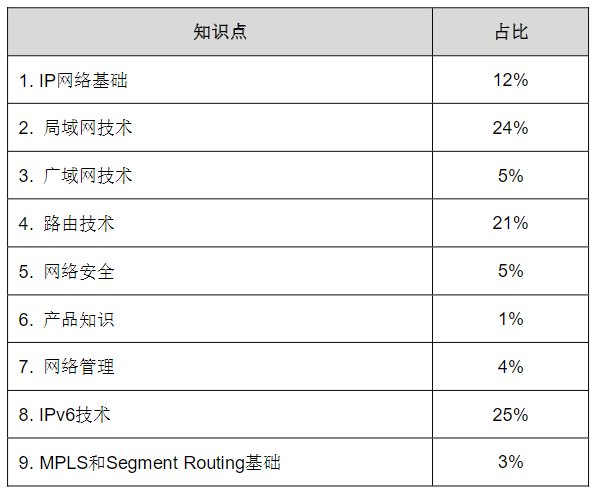 知识点 占比
1. IP网络基础 12%
2. 局域网技术 24%
3. 广域网技术 5%
4. 路由技术 21%
5. 网络安全 5%
6. 产品知识 1%
7. 网络管理 4%
8. IPv6技术 25%
9. MPLS和Segment Routing基础 3%